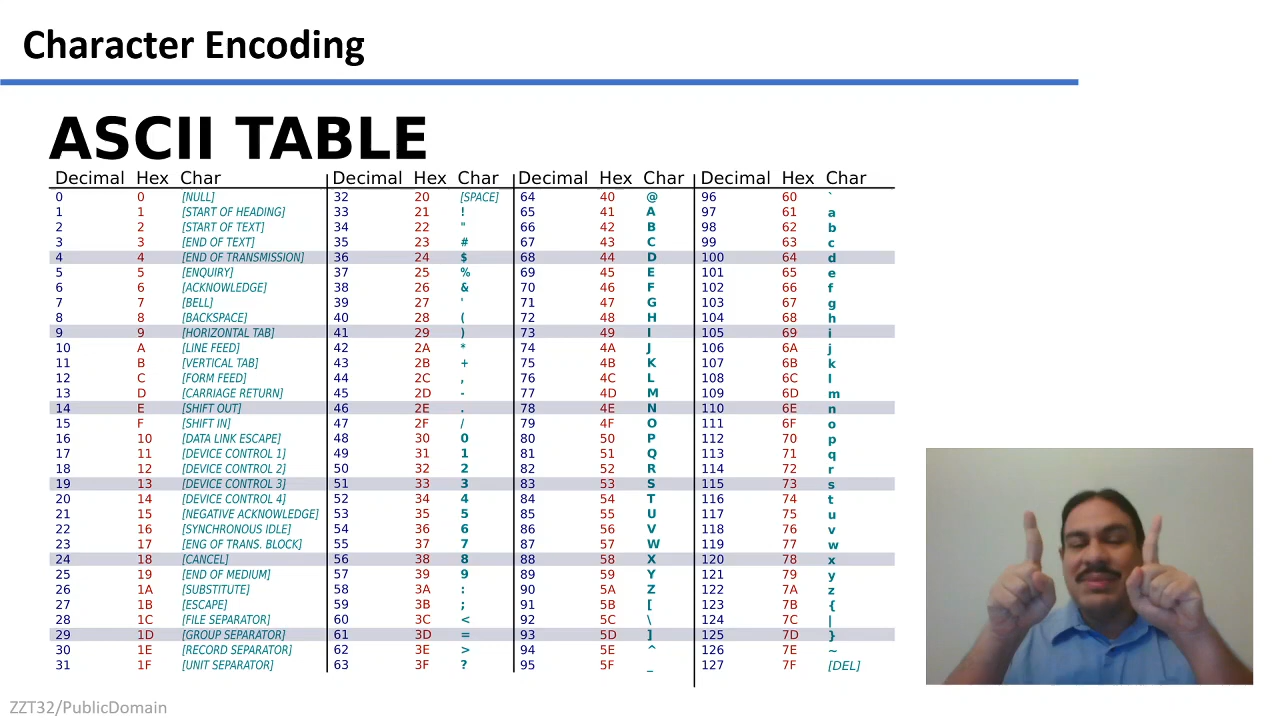 Character Encoding
ASCII TABLE
Decimal Hex Char Decimal Hex Char Decimal Hex Char Decimal Hex Char
0 0 [NULL] 32 20 [SPACE] 64 40 @ 96 60 `
1 1 [START OF HEADING] 33 21 ! 65 41 A 97 61 a
2 2 [START OF TEXT] 34 22 " 66 42 B 98 62 b
3 3 [END OF TEXT] 35 23 # 67 43 C 99 63 c
4 4 [END OF TRANSMISSION] 36 24 $ 68 44 D 100 64 d
5 5 [ENQUIRY] 37 25 % 69 45 E 101 65 e
6 6 [ACKNOWLEDGE] 38 26 & 70 46 F 102 66 f
7 7 [BELL] 39 27 ' 71 47 G 103 67 g
8 8 [BACKSPACE] 40 28 ( 72 48 H 104 68 h
9 9 [HORIZONTAL TAB] 41 29 ) 73 49 I 105 69 i
10 A [LINE FEED] 42 2A * 74 4A J 106 6A j
11 B [VERTICAL TAB] 43 2B + 75 4B K 107 6B k
12 C [FORM FEED] 44 2C , 76 4C L 108 6C l
13 D [CARRIAGE RETURN] 45 2D - 77 4D M 109 6D m
14 E [SHIFT OUT] 46 2E . 78 4E N 110 6E n
15 F [SHIFT IN] 47 2F / 79 4F O 111 6F o
16 10 [DATA LINK ESCAPE] 48 30 0 80 50 P 112 70 p
17 11 [DEVICE CONTROL 1] 49 31 1 81 51 Q 113 71 q
18 12 [DEVICE CONTROL 2] 50 32 2 82 52 R 114 72 r
19 13 [DEVICE CONTROL 3] 51 33 3 83 53 S 115 73 s
20 14 [DEVICE CONTROL 4] 52 34 4 84 54 T 116 74 t
21 15 [NEGATIVE ACKNOWLEDGE] 53 35 5 85 55 U 117 75 u
22 16 [SYNCHRONOUS IDLE] 54 36 6 86 56 V 118 76 v
23 17 [ENG OF TRANS. BLOCK] 55 37 7 87 57 W 119 77 w
24 18 [CANCEL] 56 38 8 88 58 X 120 78 x
25 19 [END OF MEDIUM] 57 39 9 89 59 Y 121 79 y
26 1A [SUBSTITUTE] 58 3A : 90 5A Z 122 7A z
27 1B [ESCAPE] 59 3B ; 91 5B [ 123 7B {
28 1C [FILE SEPARATOR] 60 3C < 92 5C \ 124 7C |
29 1D [GROUP SEPARATOR] 61 3D = 93 5D ] 125 7D }
30 1E [RECORD SEPARATOR] 62 3E > 94 5E ^ 126 7E ~
31 1F [UNIT SEPARATOR] 63 3F ? 95 5F _ 127 7F [DEL]
ZZT32/PublicDomain